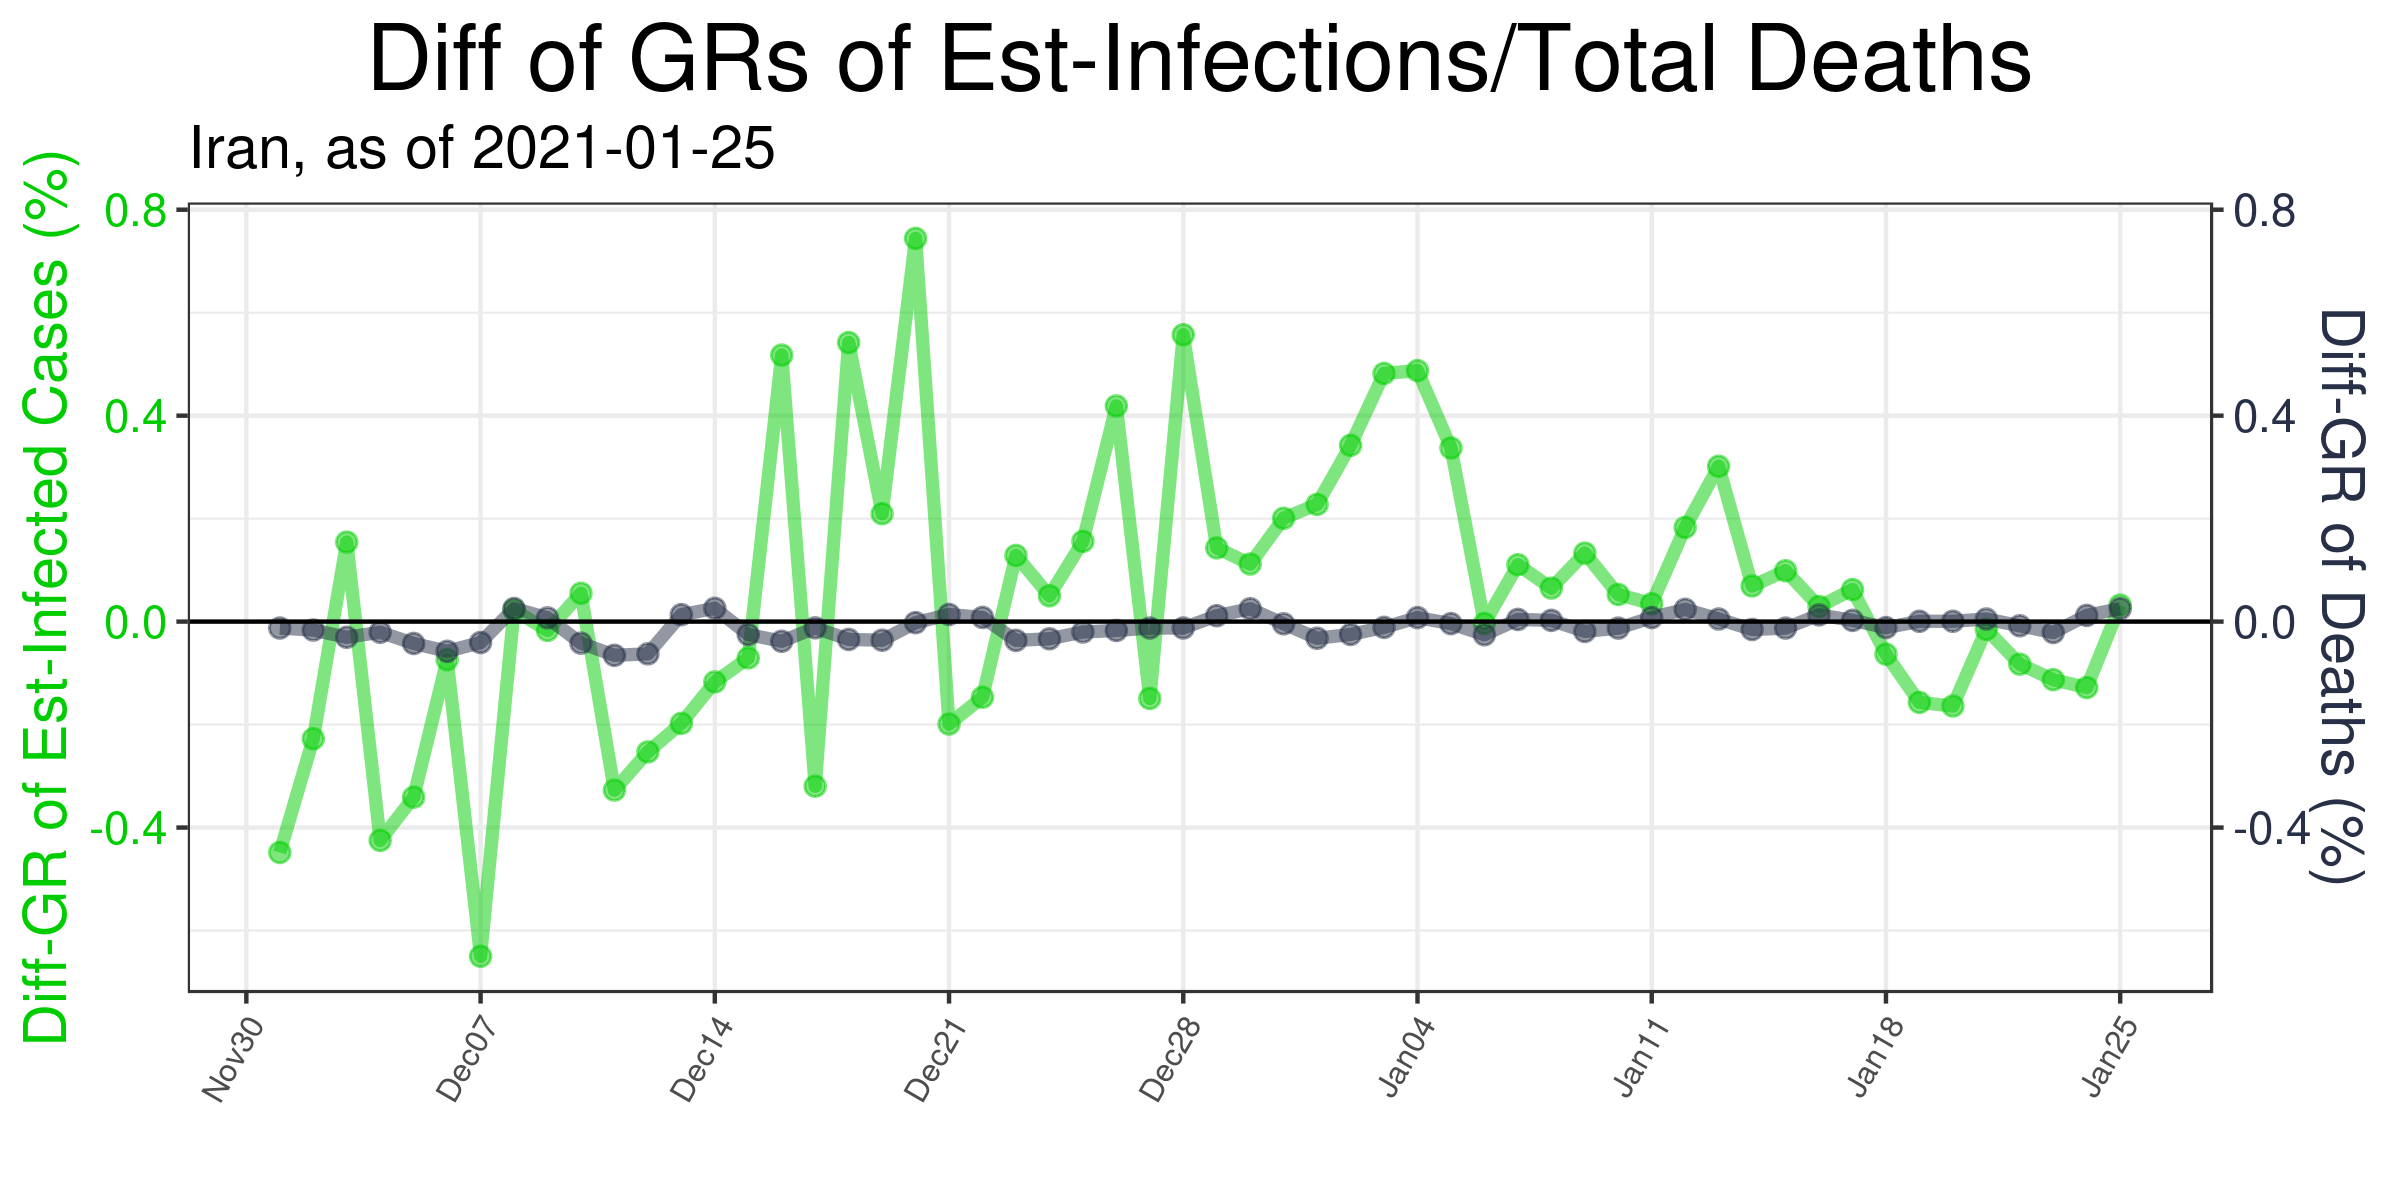 Diff of GRs of Est-Infections/Total Deaths
Iran, as of 2021-01-25
Diff-GR of Est-Infected Cases (%)
0.8
0.4
0.0
-0.4
0.8
0.4
0.0
-0.4
Diff-GR of Deaths (%)
Nov30
Dec07
Dec14
Dec21
Dec28
Jan04
Jan11
Jan18
Jan25